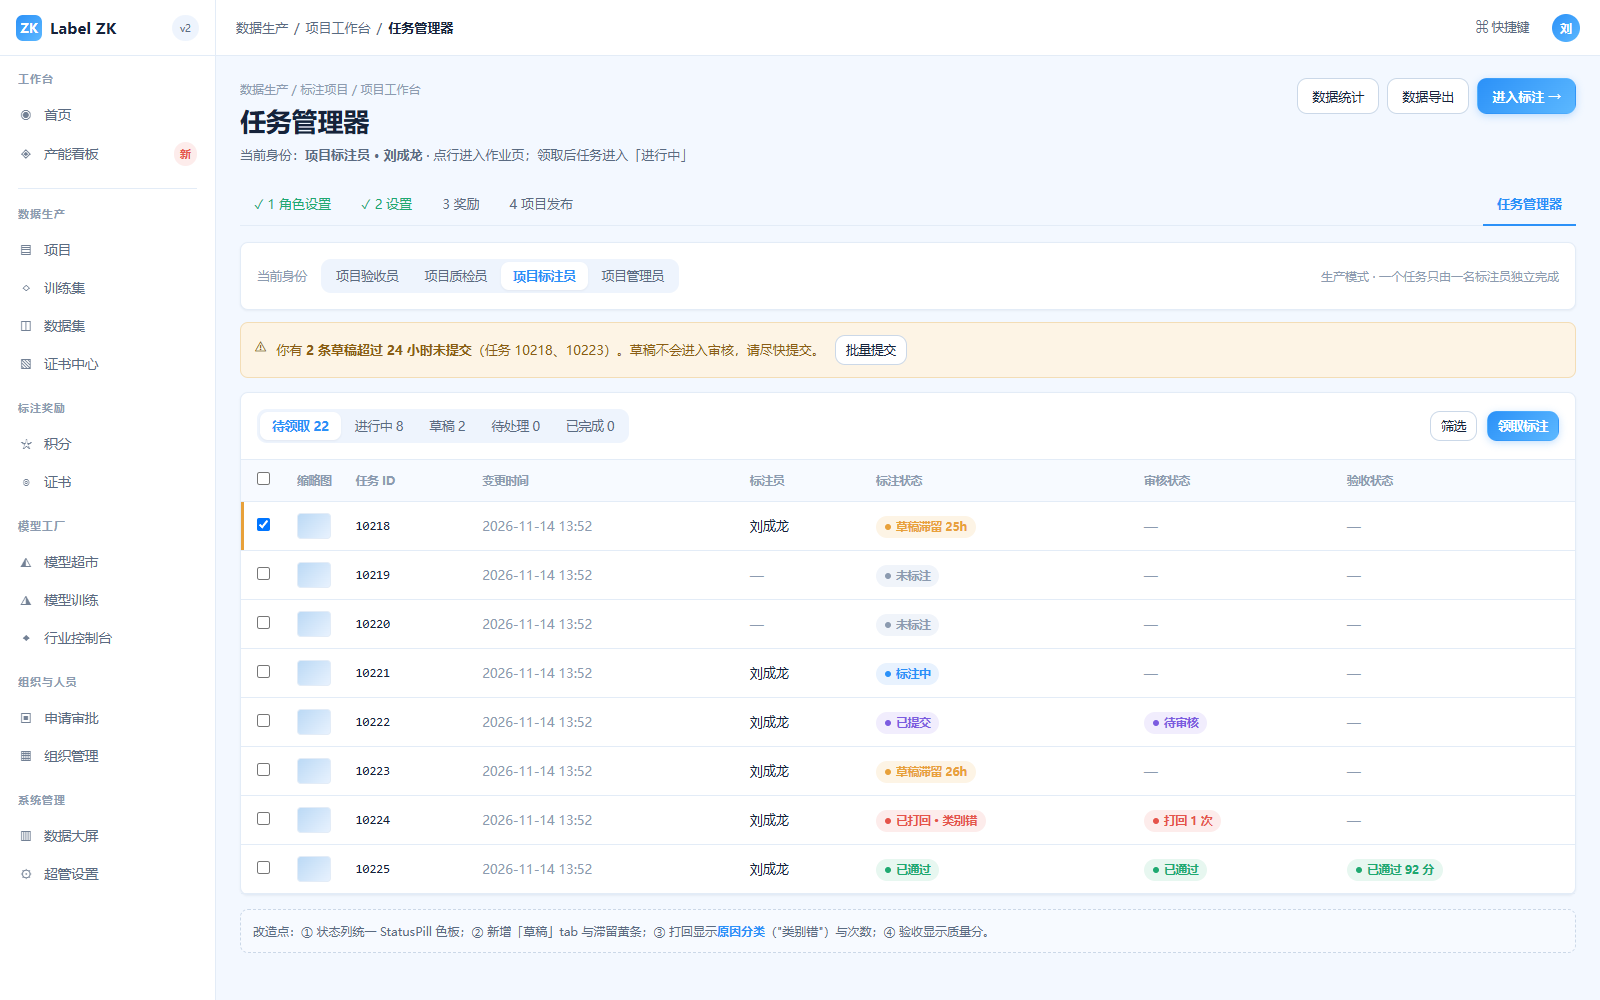 ZK Label ZK v2
数据生产 / 项目工作台 / 任务管理器
⌘ 快捷键
刘
工作台
首页
产能看板 新
数据生产
项目
训练集
数据集
证书中心
标注奖励
积分
证书
模型工厂
模型超市
模型训练
行业控制台
组织与人员
申请审批
组织管理
系统管理
数据大屏
超管设置
数据生产 / 标注项目 / 项目工作台
任务管理器
当前身份：项目标注员 • 刘成龙 · 点行进入作业页；领取后任务进入「进行中」
数据统计
数据导出
进入标注 →
✓ 1 角色设置
✓ 2 设置
3 奖励
4 项目发布
任务管理器
当前身份 项目验收员 项目质检员 项目标注员 项目管理员
生产模式 · 一个任务只由一名标注员独立完成
⚠ 你有 2 条草稿超过 24 小时未提交（任务 10218、10223）。草稿不会进入审核，请尽快提交。 批量提交
待领取 22 进行中 8 草稿 2 待处理 0 已完成 0
筛选 领取标注
缩略图 任务 ID 变更时间 标注员 标注状态 审核状态 验收状态
10218 2026-11-14 13:52 刘成龙 草稿滞留 25h — —
10219 2026-11-14 13:52 — 未标注 — —
10220 2026-11-14 13:52 — 未标注 — —
10221 2026-11-14 13:52 刘成龙 标注中 — —
10222 2026-11-14 13:52 刘成龙 已提交 待审核 —
10223 2026-11-14 13:52 刘成龙 草稿滞留 26h — —
10224 2026-11-14 13:52 刘成龙 已打回 • 类别错 打回 1 次 —
10225 2026-11-14 13:52 刘成龙 已通过 已通过 已通过 92 分
改造点：① 状态列统一 StatusPill 色板；② 新增「草稿」tab 与滞留黄条；③ 打回显示原因分类（"类别错"）与次数；④ 验收显示质量分。